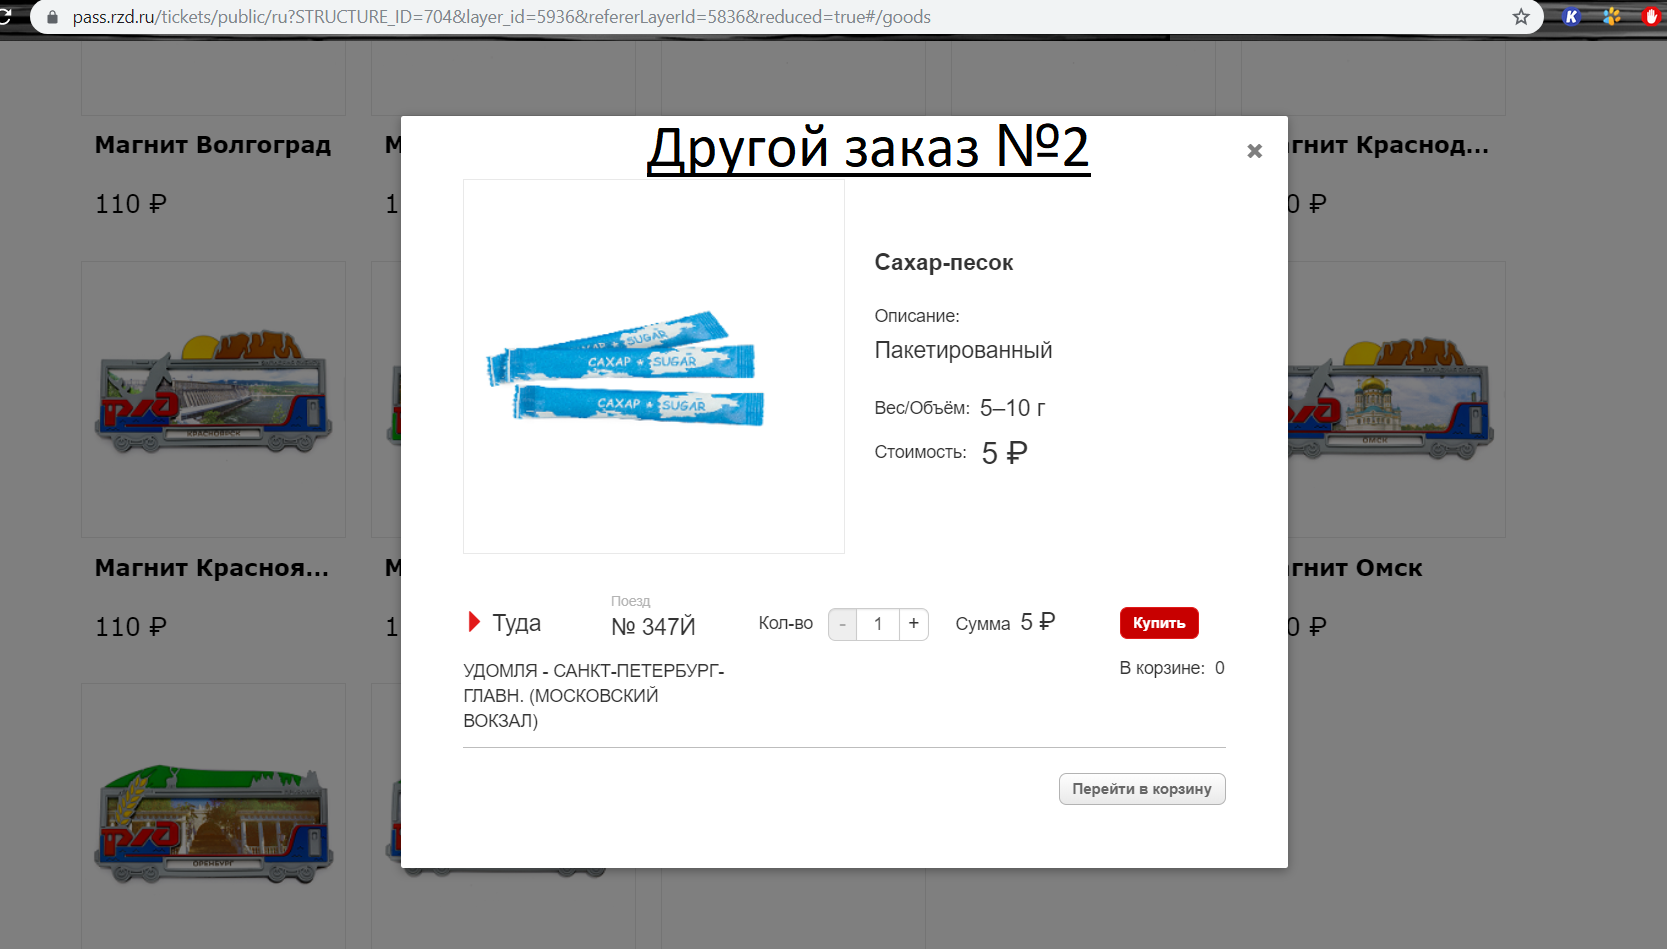 pass.rzd.ru/tickets/public/ru?STRUCTURE_ID=704&layer_id=5936&refererLayerId=5836&reduced=true#/goods
Другой заказ №2
Магнит Волгоград
110 ₽
Магнит Красноя...
110 ₽
гнит Краснод...
0 ₽
гнит Омск
0 ₽
КРАСНОЯРСК
ОМСК
ОРЕНБУРГ
САХАР SUGAR
САХАР SUGAR
SUGAR
Сахар-песок
Описание:
Пакетированный
Вес/Объём: 5–10 г
Стоимость: 5 ₽
Туда
Поезд
№ 347Й
Кол-во - 1 +
Сумма 5 ₽
Купить
УДОМЛЯ - САНКТ-ПЕТЕРБУРГ-
ГЛАВН. (МОСКОВСКИЙ
ВОКЗАЛ)
В корзине: 0
Перейти в корзину